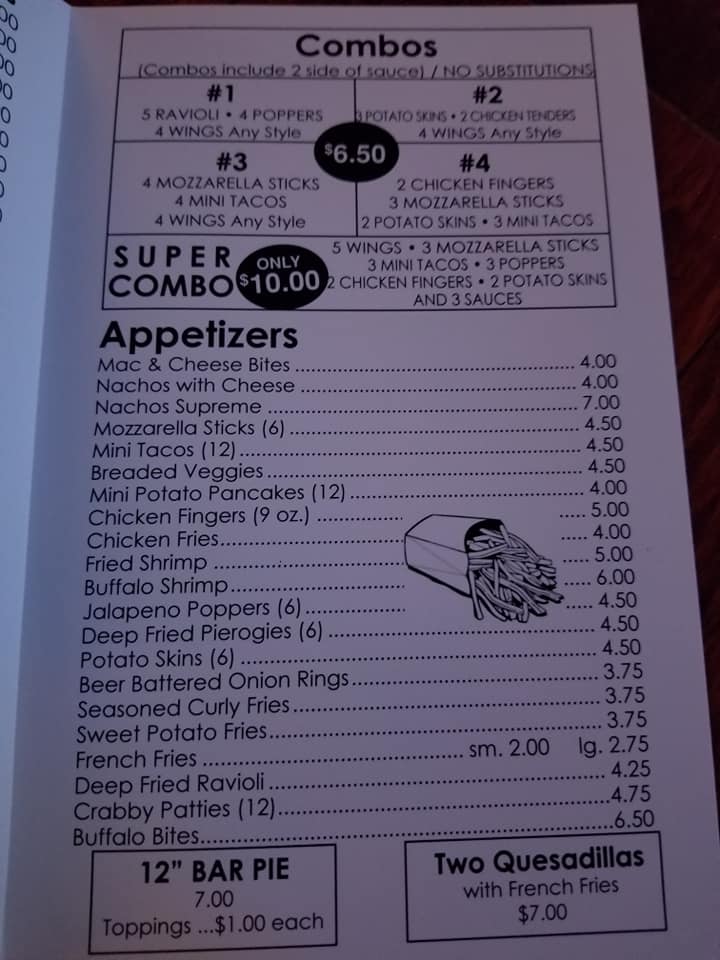 Combos
(Combos include 2 side of sauce) / NO SUBSTITUTIONS
#1
5 RAVIOLI • 4 POPPERS
4 WINGS Any Style
#2
3 POTATO SKINS • 2 CHICKEN TENDERS
4 WINGS Any Style
$6.50
#3
4 MOZZARELLA STICKS
4 MINI TACOS
4 WINGS Any Style
#4
2 CHICKEN FINGERS
3 MOZZARELLA STICKS
2 POTATO SKINS • 3 MINI TACOS
SUPER
COMBO
ONLY
$10.00
5 WINGS • 3 MOZZARELLA STICKS
3 MINI TACOS • 3 POPPERS
2 CHICKEN FINGERS • 2 POTATO SKINS
AND 3 SAUCES
Appetizers
Mac & Cheese Bites 4.00
Nachos with Cheese 4.00
Nachos Supreme 7.00
Mozzarella Sticks (6) 4.50
Mini Tacos (12) 4.50
Breaded Veggies 4.50
Mini Potato Pancakes (12) 4.00
Chicken Fingers (9 oz.) 5.00
Chicken Fries 4.00
Fried Shrimp 5.00
Buffalo Shrimp 6.00
Jalapeno Poppers (6) 4.50
Deep Fried Pierogies (6) 4.50
Potato Skins (6) 4.50
Beer Battered Onion Rings 3.75
Seasoned Curly Fries 3.75
Sweet Potato Fries 3.75
French Fries sm. 2.00 lg. 2.75
Deep Fried Ravioli 4.25
Crabby Patties (12) 4.75
Buffalo Bites 6.50
12” BAR PIE
7.00
Toppings ...$1.00 each
Two Quesadillas
with French Fries
$7.00